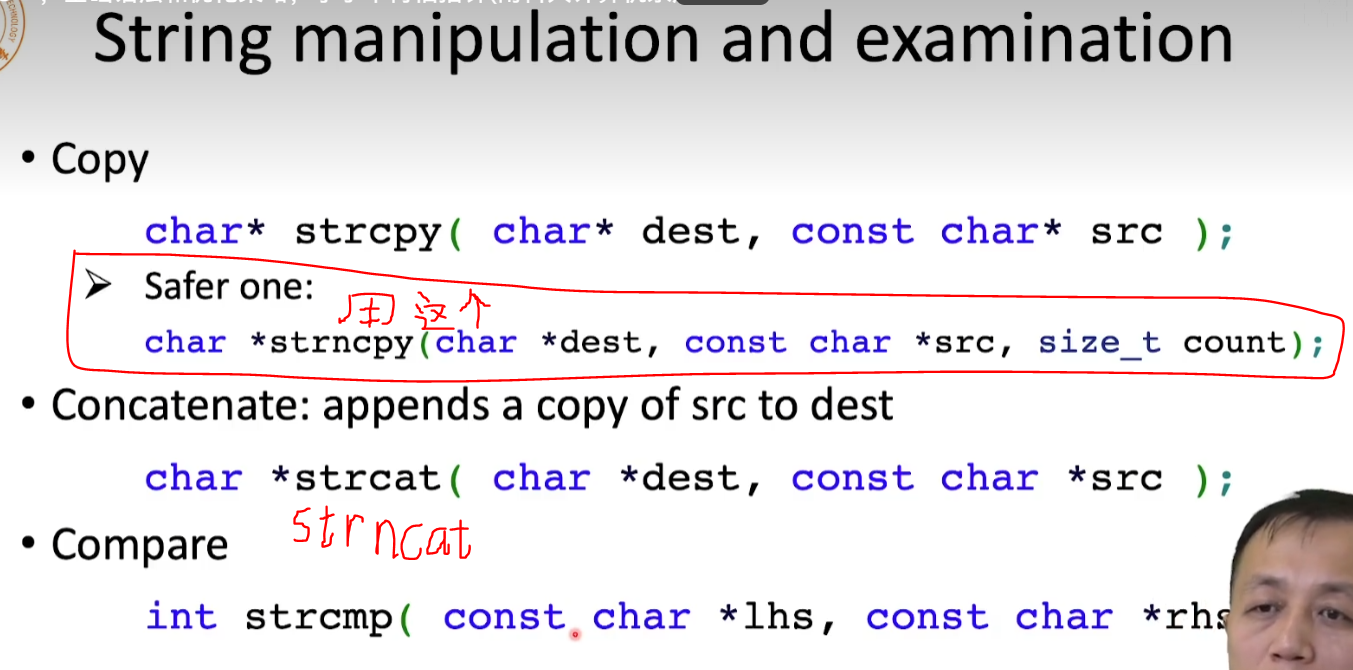 String manipulation and examination
• Copy
char* strcpy( char* dest, const char* src );
➢ Safer one:
用这个
char *strncpy(char *dest, const char *src, size_t count);
• Concatenate: appends a copy of src to dest
char *strcat( char *dest, const char *src );
strncat
• Compare
int strcmp( const char *lhs, const char *rhs